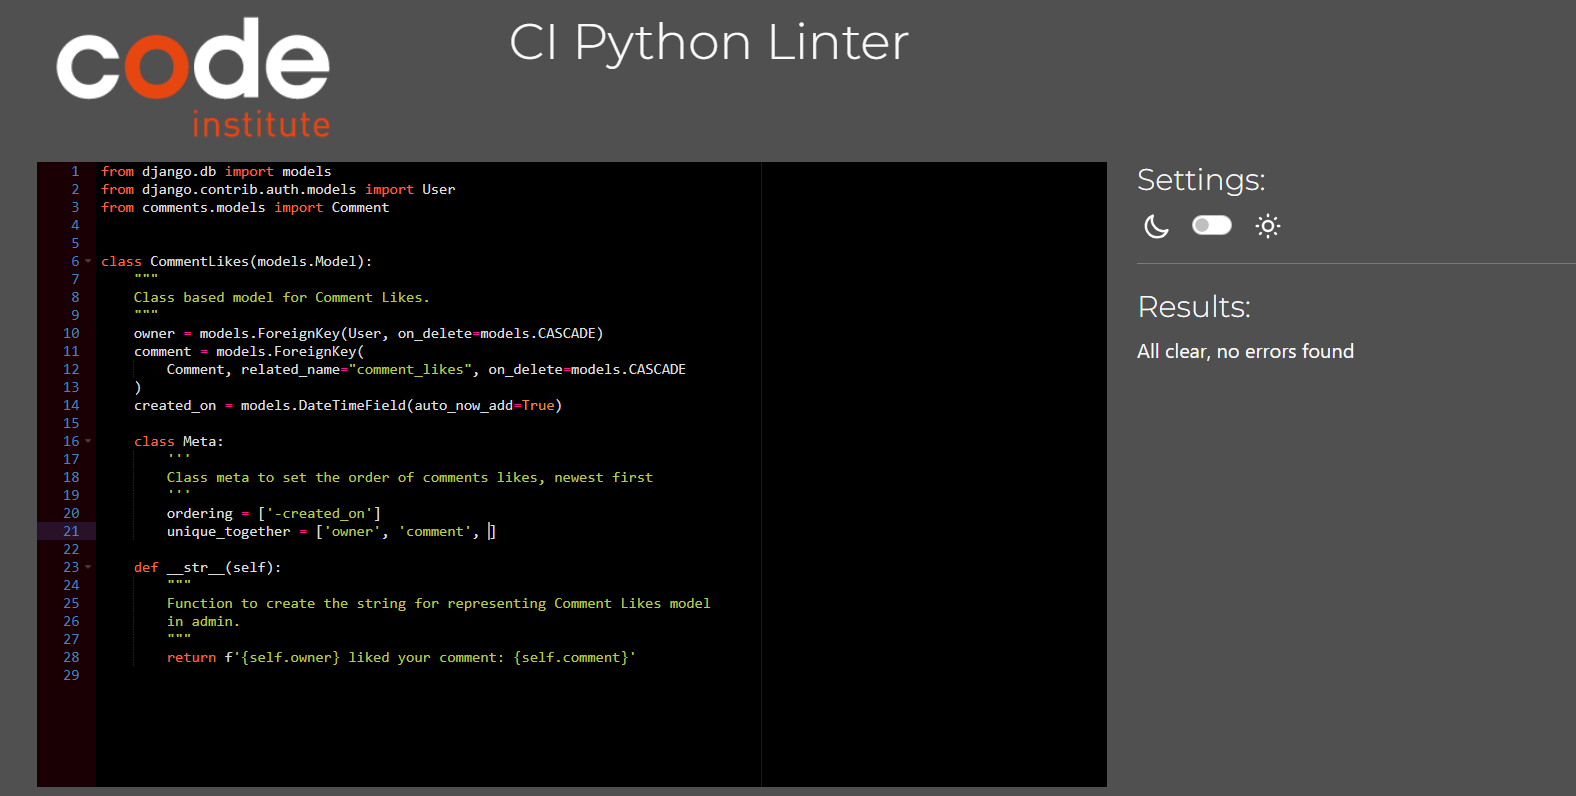 code
institute
CI Python Linter
1 from django.db import models
2 from django.contrib.auth.models import User
3 from comments.models import Comment
4
5
6 class CommentLikes(models.Model):
7     """
8     Class based model for Comment Likes.
9     """
10     owner = models.ForeignKey(User, on_delete=models.CASCADE)
11     comment = models.ForeignKey(
12         Comment, related_name="comment_likes", on_delete=models.CASCADE
13     )
14     created_on = models.DateTimeField(auto_now_add=True)
15
16     class Meta:
17         '''
18         Class meta to set the order of comments likes, newest first
19         '''
20         ordering = ['-created_on']
21         unique_together = ['owner', 'comment', ]
22
23     def __str__(self):
24         """
25         Function to create the string for representing Comment Likes model
26         in admin.
27         """
28         return f'{self.owner} liked your comment: {self.comment}'
29
Settings:
Results:
All clear, no errors found